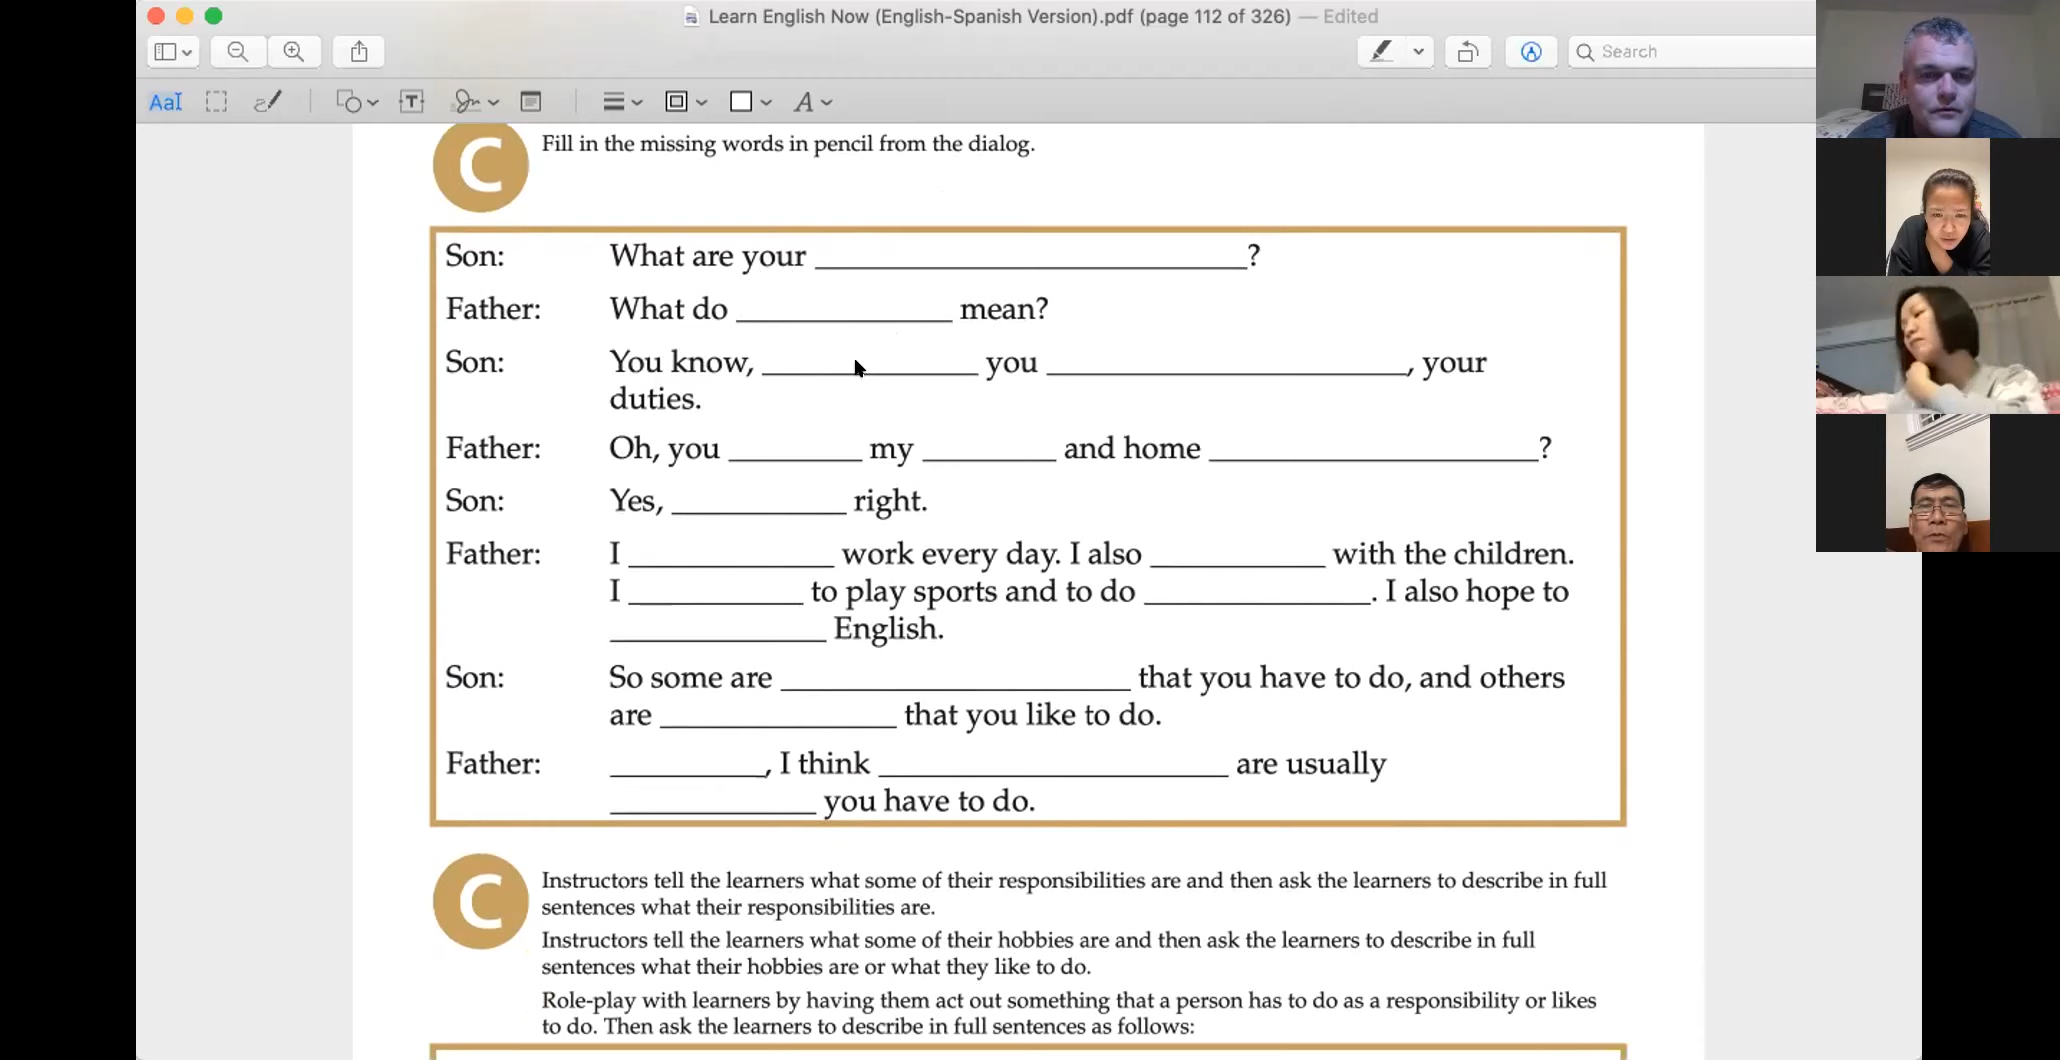 Learn English Now (English-Spanish Version).pdf (page 112 of 326) — Edited
Search
AaI T A
C
Fill in the missing words in pencil from the dialog.
Son: What are your ____________________?
Father: What do __________ mean?
Son: You know, __________ you ________________, your
duties.
Father: Oh, you ______ my ______ and home _______________?
Son: Yes, ________ right.
Father: I _________ work every day. I also ________ with the children.
I ________ to play sports and to do __________. I also hope to
__________ English.
Son: So some are ________________ that you have to do, and others
are ___________ that you like to do.
Father: _______, I think ________________ are usually
_________ you have to do.
C
Instructors tell the learners what some of their responsibilities are and then ask the learners to describe in full
sentences what their responsibilities are.
Instructors tell the learners what some of their hobbies are and then ask the learners to describe in full
sentences what their hobbies are or what they like to do.
Role-play with learners by having them act out something that a person has to do as a responsibility or likes
to do. Then ask the learners to describe in full sentences as follows: